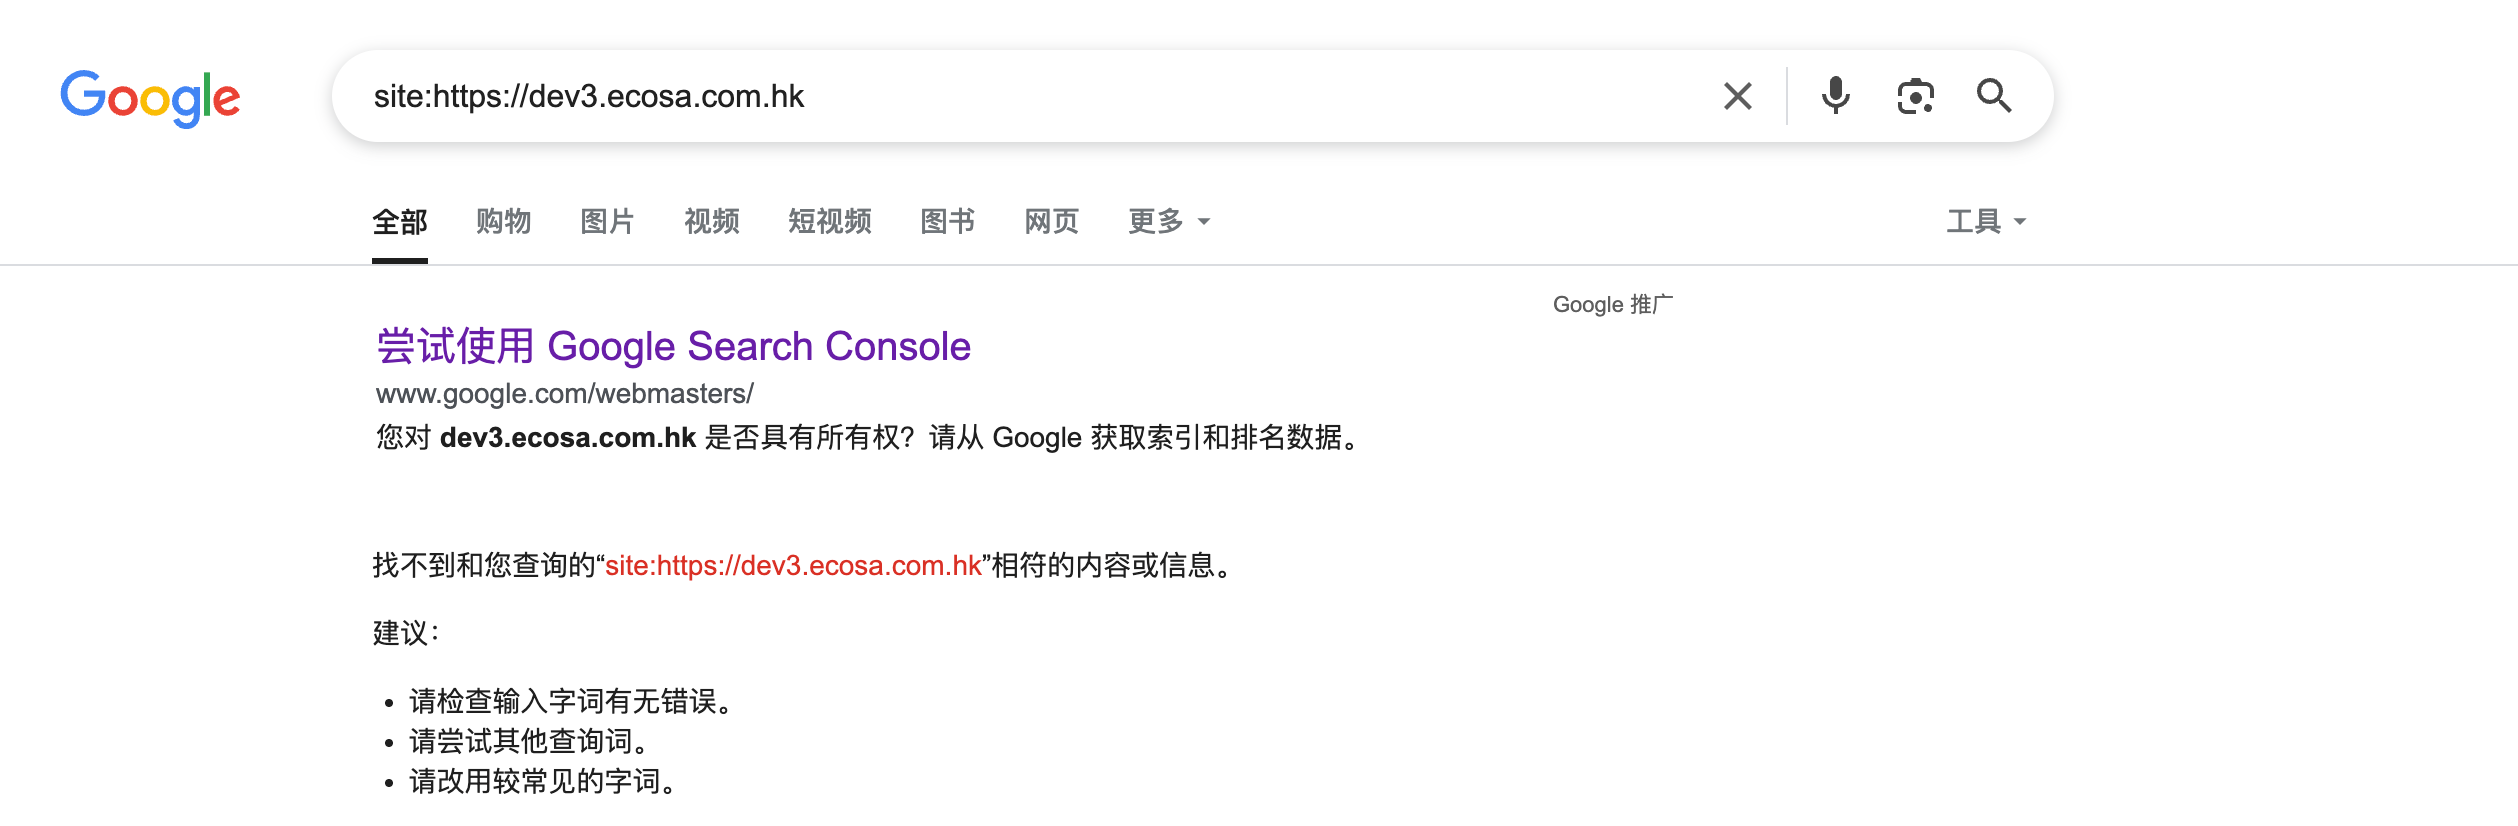 Google
site:https://dev3.ecosa.com.hk
全部 购物 图片 视频 短视频 图书 网页 更多 工具
Google 推广
尝试使用 Google Search Console
www.google.com/webmasters/
您对 dev3.ecosa.com.hk 是否具有所有权？请从 Google 获取索引和排名数据。
找不到和您查询的“site:https://dev3.ecosa.com.hk”相符的内容或信息。
建议：
请检查输入字词有无错误。
请尝试其他查询词。
请改用较常见的字词。